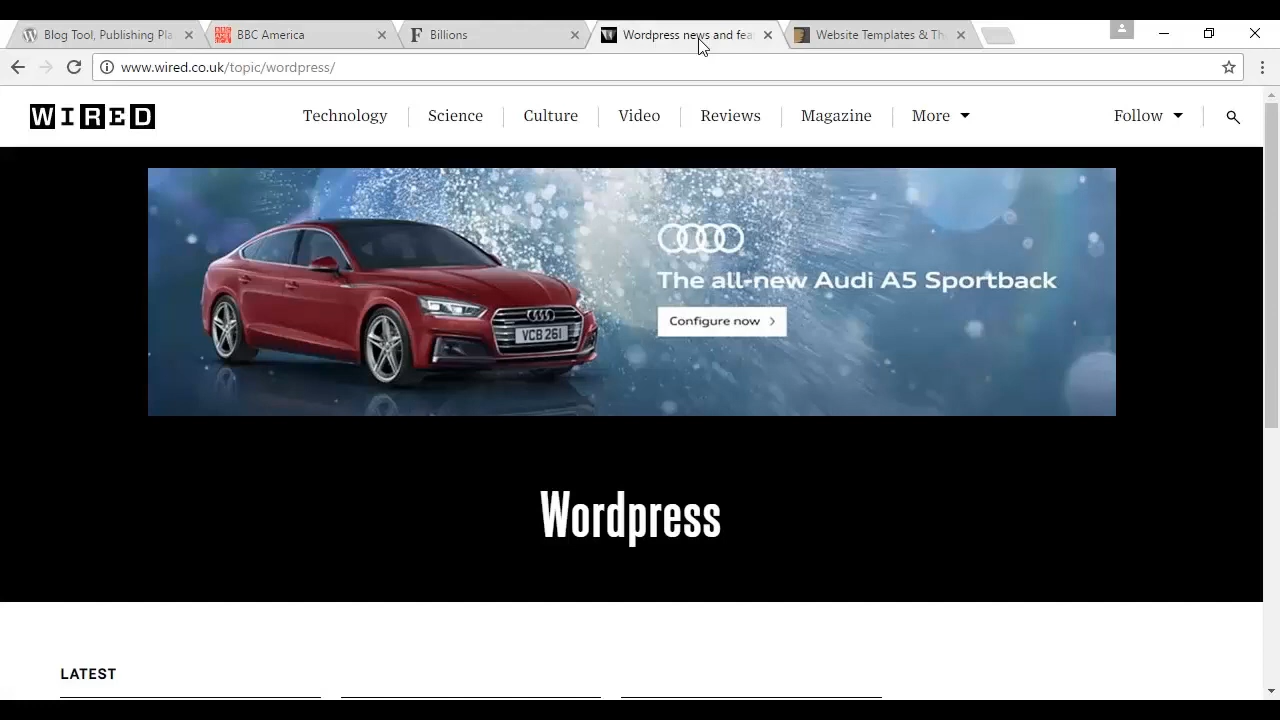 Blog Tool, Publishing Pla
BBC America
Billions
Wordpress news and fea
Website Templates & Th
www.wired.co.uk/topic/wordpress/
WIRED
Technology
Science
Culture
Video
Reviews
Magazine
More
Follow
The all-new Audi A5 Sportback
Configure now
VCB 261
Wordpress
LATEST